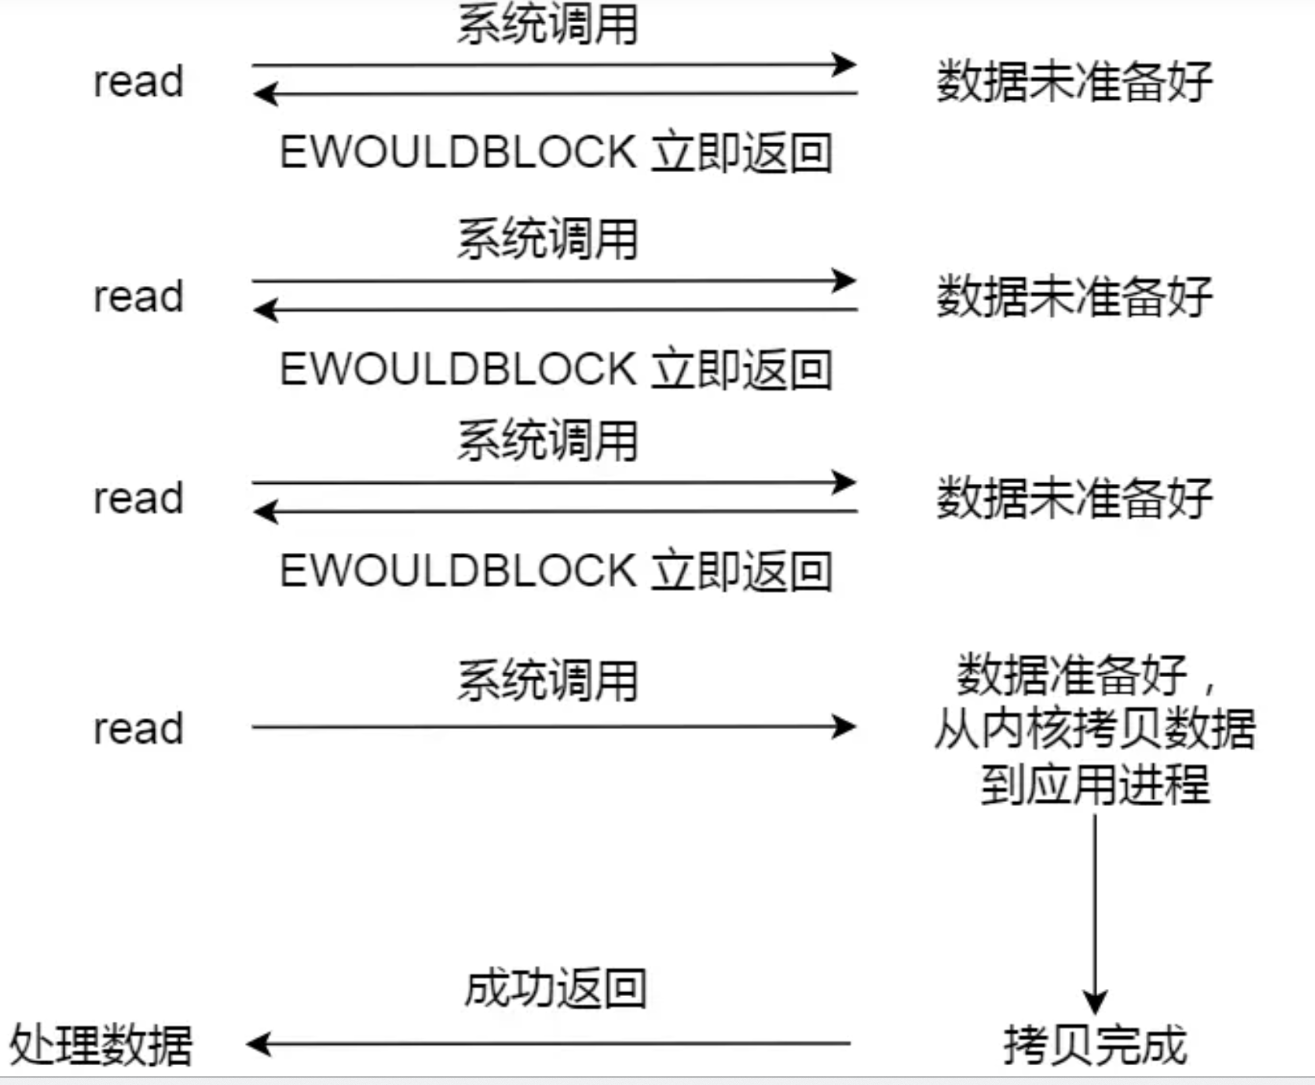 系统调用
read
数据未准备好
EWOULDBLOCK 立即返回
系统调用
read
数据未准备好
EWOULDBLOCK 立即返回
系统调用
read
数据未准备好
EWOULDBLOCK 立即返回
系统调用
read
数据准备好，
从内核拷贝数据
到应用进程
成功返回
处理数据
拷贝完成